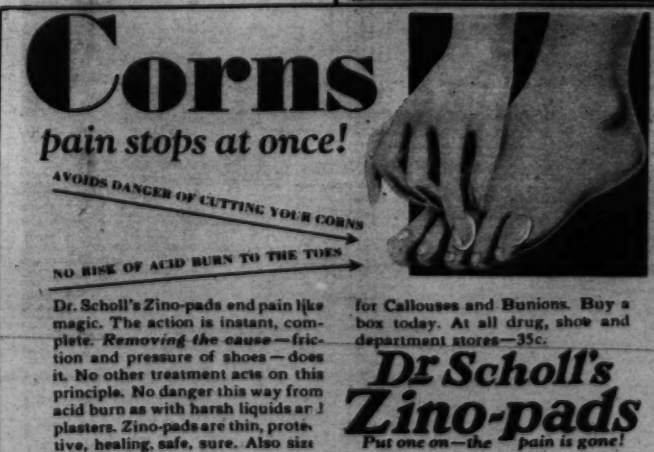 Corns
pain stops at once!
AVOIDS DANGER OF CUTTING YOUR CORNS
NO RISK OF ACID BURN TO THE TOES
Dr. Scholl's Zino-pads end pain like
magic. The action is instant, com-
plete. Removing the cause—fric-
tion and pressure of shoes—does
it. No other treatment acts on this
principle. No danger this way from
acid burn as with harsh liquids and
plasters. Zino-pads are thin, protec-
tive, healing, safe, sure. Also sizes
for Callouses and Bunions. Buy a
box today. At all drug, shoe and
department stores—35c.
Dr Scholl's
Zino-pads
Put one on—the pain is gone!